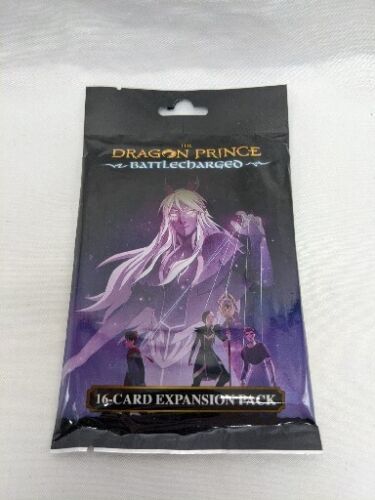 THE
DRAGON PRINCE
BATTLECHARGED
16-CARD EXPANSION PACK